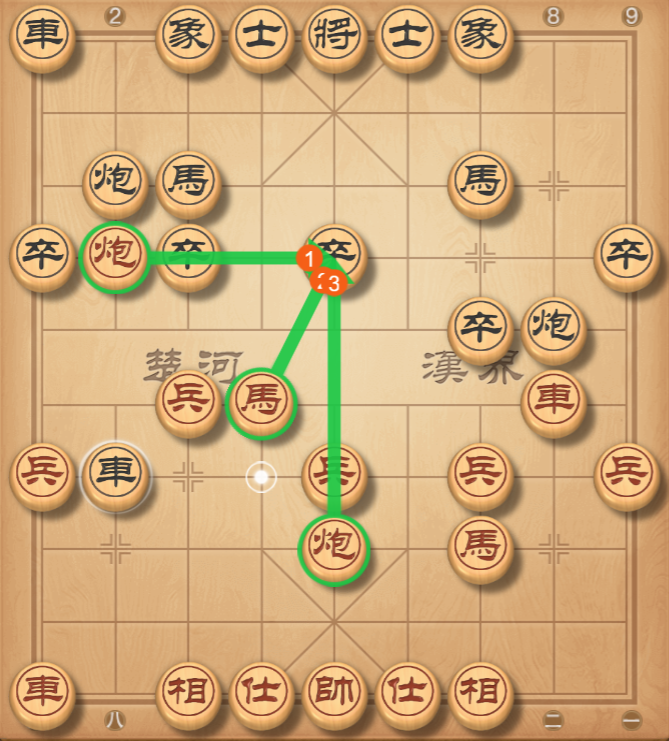 2 8 9
車 象 士 將 士 象
炮 馬 馬
卒 炮 卒 1 卒 卒
2 3
卒 炮
楚河 漢界
兵 馬 車
兵 車 兵 兵 兵
炮 馬
車 相 仕 帥 仕 相
八 二 一